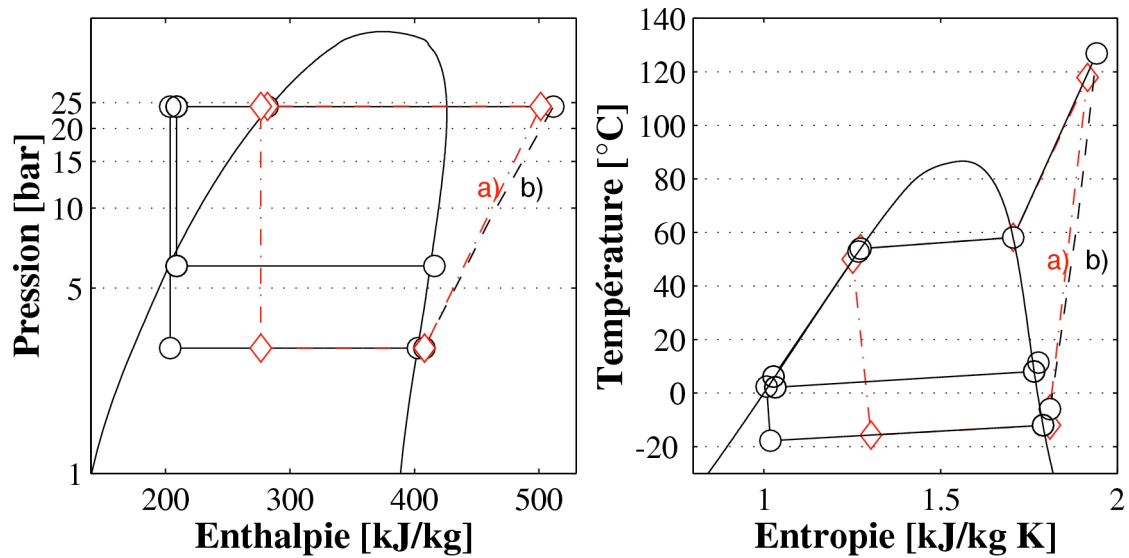 Pression [bar]
25
20
15
10
5
1
a)
b)
200
300
400
500
Enthalpie [kJ/kg]
Température [°C]
140
120
100
80
60
40
20
0
-20
a)
b)
1
1.5
2
Entropie [kJ/kg K]